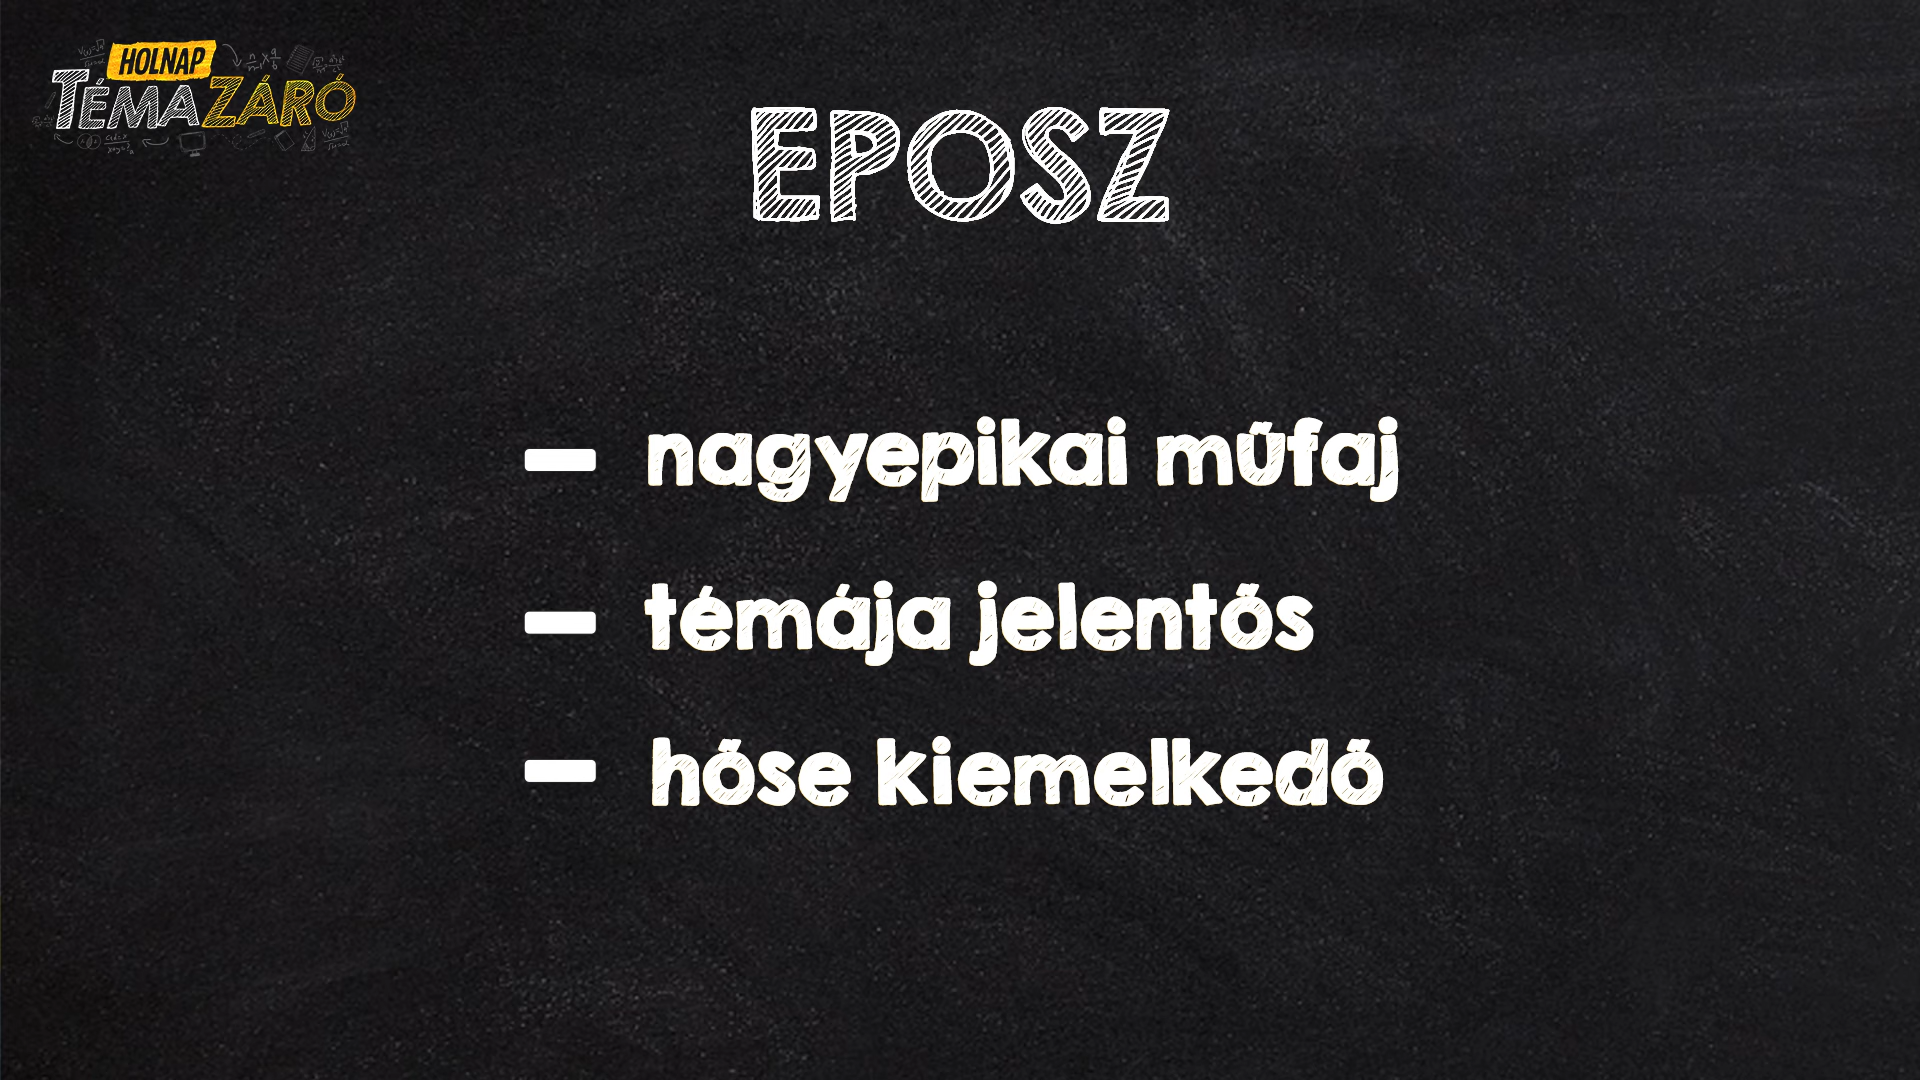 HOLNAP
TÉMAZÁRÓ
EPOSZ
– nagyepikai műfaj
– témája jelentős
– hőse kiemelkedő